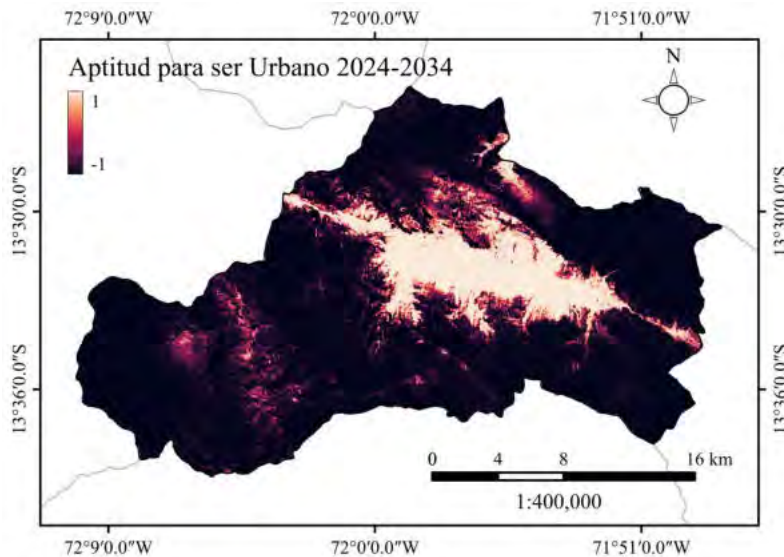 72°9'0.0"W 72°0'0.0"W 71°51'0.0"W
Aptitud para ser Urbano 2024-2034
N
1
-1
13°30'0.0"S 13°30'0.0"S
13°36'0.0"S 13°36'0.0"S
0 4 8 16 km
1:400,000
72°9'0.0"W 72°0'0.0"W 71°51'0.0"W